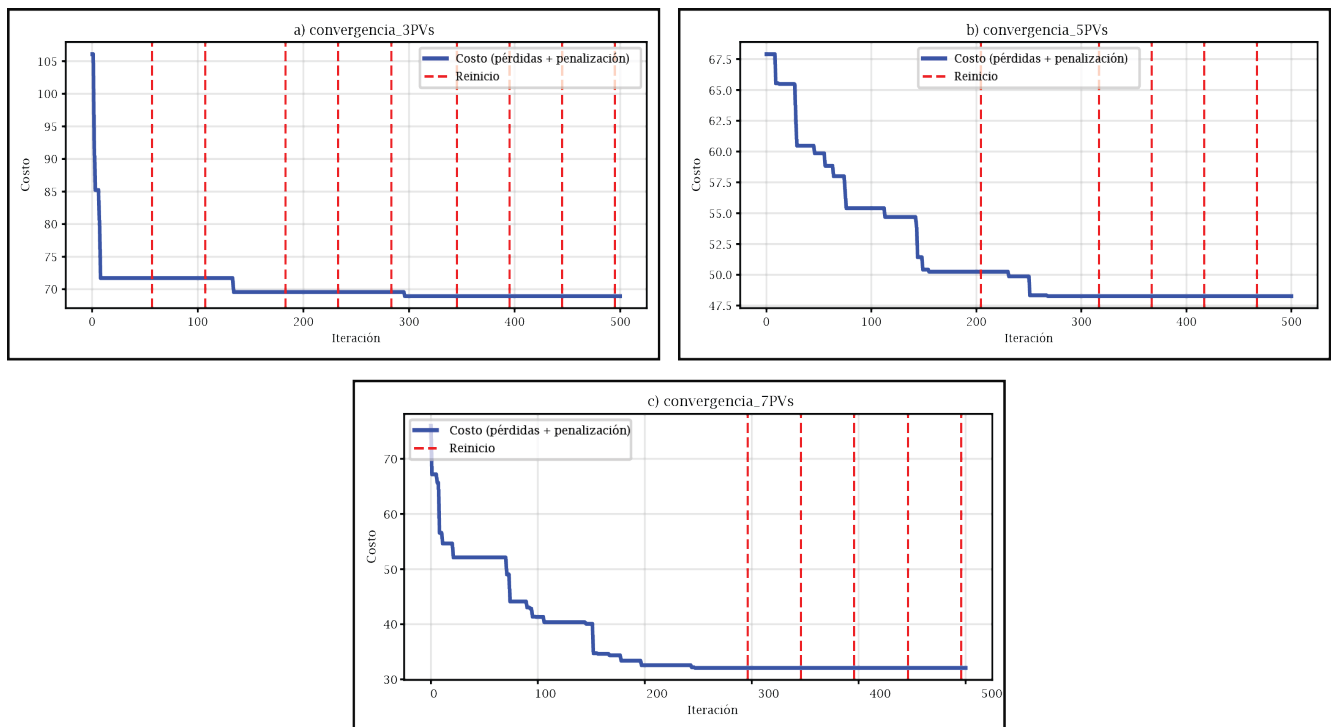 a) convergencia_3PVs
Costo (pérdidas + penalización)
Reinicio
105
100
95
90
85
80
75
70
Costo
0 100 200 300 400 500
Iteración
b) convergencia_5PVs
Costo (pérdidas + penalización)
Reinicio
67.5
65.0
62.5
60.0
57.5
55.0
52.5
50.0
47.5
Costo
0 100 200 300 400 500
Iteración
c) convergencia_7PVs
Costo (pérdidas + penalización)
Reinicio
70
60
50
40
30
Costo
0 100 200 300 400 500
Iteración